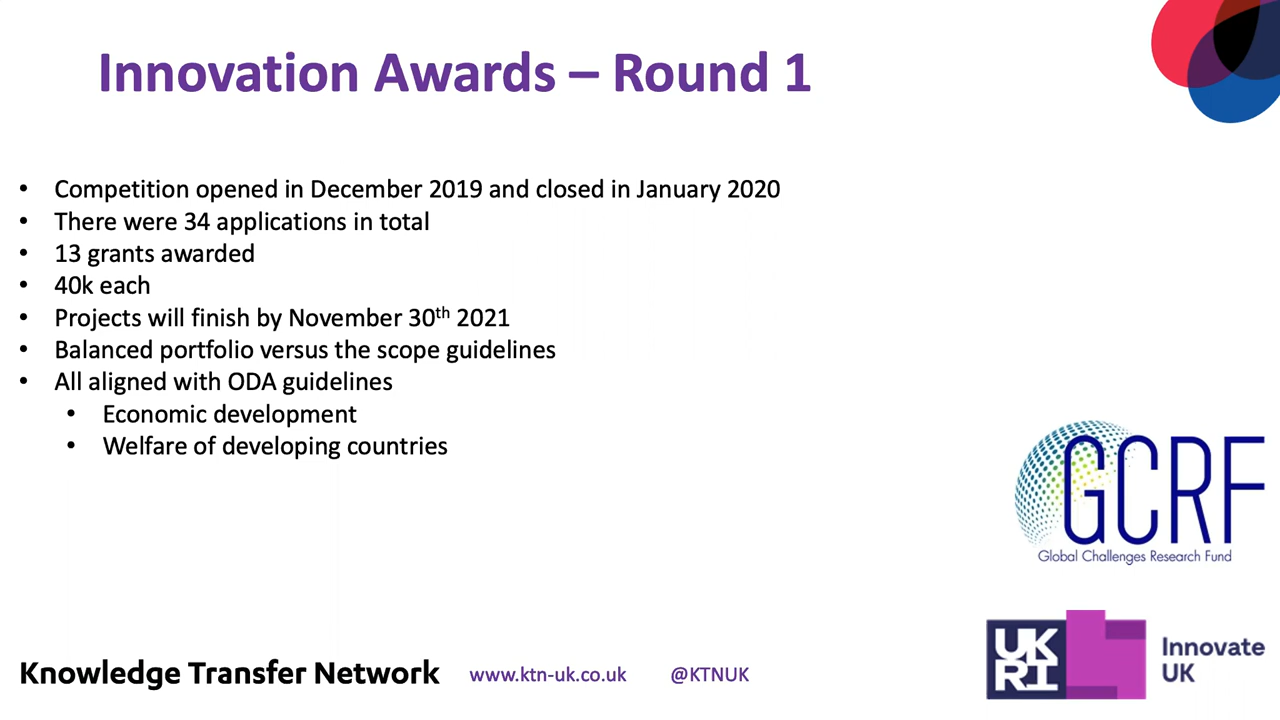 Innovation Awards – Round 1
• Competition opened in December 2019 and closed in January 2020
• There were 34 applications in total
• 13 grants awarded
• 40k each
• Projects will finish by November 30th 2021
• Balanced portfolio versus the scope guidelines
• All aligned with ODA guidelines
• Economic development
• Welfare of developing countries
GCRF
Global Challenges Research Fund
Knowledge Transfer Network www.ktn-uk.co.uk @KTNUK
UK
RI
Innovate
UK